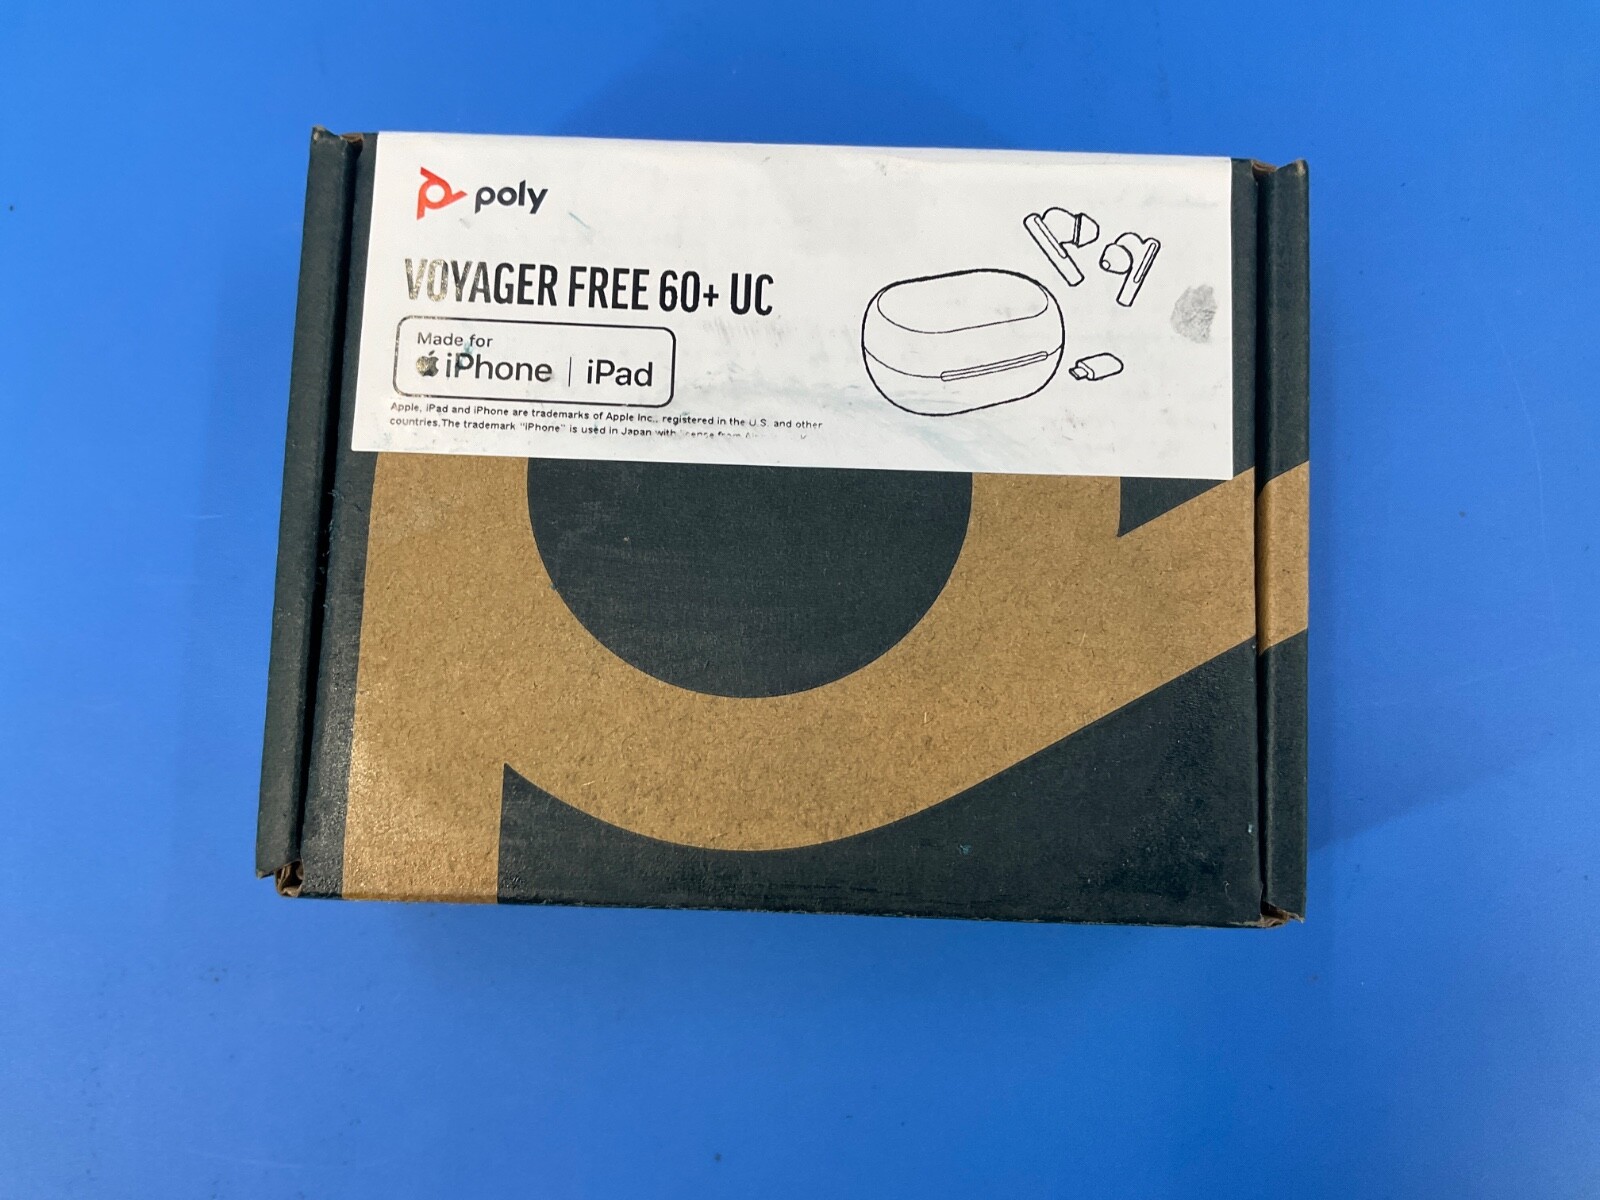 poly
VOYAGER FREE 60+ UC
Made for
iPhone | iPad
Apple, iPad and iPhone are trademarks of Apple Inc., registered in the U.S. and other
countries.The trademark "iPhone" is used in Japan with